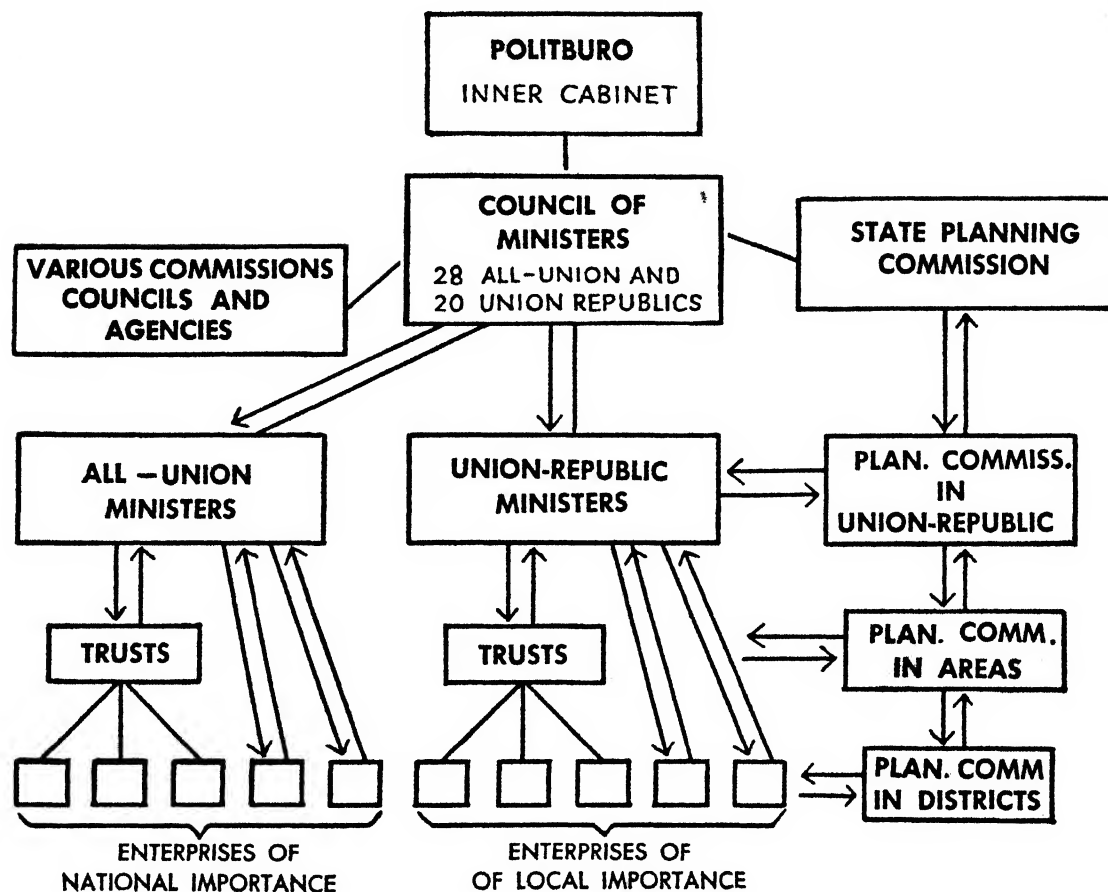 POLITBURO
INNER CABINET
COUNCIL OF
MINISTERS
28 ALL-UNION AND
20 UNION REPUBLICS
VARIOUS COMMISSIONS
COUNCILS AND
AGENCIES
STATE PLANNING
COMMISSION
ALL-UNION
MINISTERS
UNION-REPUBLIC
MINISTERS
PLAN. COMMISS.
IN
UNION-REPUBLIC
TRUSTS
TRUSTS
PLAN. COMM.
IN AREAS
PLAN. COMM
IN DISTRICTS
ENTERPRISES OF
NATIONAL IMPORTANCE
ENTERPRISES OF
OF LOCAL IMPORTANCE